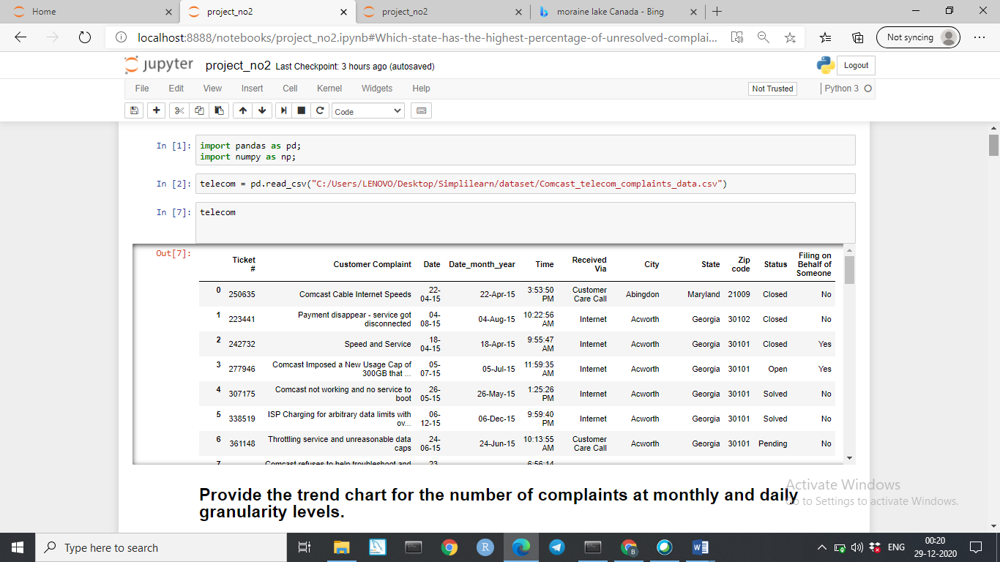 Home
project_no2
project_no2
moraine lake Canada - Bing
localhost:8888/notebooks/project_no2.ipynb#Which-state-has-the-highest-percentage-of-unresolved-complai...
Not syncing
jupyter project_no2 Last Checkpoint: 3 hours ago (autosaved)
Logout
File Edit View Insert Cell Kernel Widgets Help
Not Trusted
Python 3
Code
In [1]: import pandas as pd;
import numpy as np;
In [2]: telecom = pd.read_csv("C:/Users/LENOVO/Desktop/Simplilearn/dataset/Comcast_telecom_complaints_data.csv")
In [7]: telecom
Out[7]:
Ticket # Customer Complaint Date Date_month_year Time Received Via City State Zip code Status Filing on Behalf of Someone
0 250635 Comcast Cable Internet Speeds 22-04-15 22-Apr-15 3:53:50 PM Customer Care Call Abingdon Maryland 21009 Closed No
1 223441 Payment disappear - service got disconnected 04-08-15 04-Aug-15 10:22:56 AM Internet Acworth Georgia 30102 Closed No
2 242732 Speed and Service 18-04-15 18-Apr-15 9:55:47 AM Internet Acworth Georgia 30101 Closed Yes
3 277946 Comcast Imposed a New Usage Cap of 300GB that ... 05-07-15 05-Jul-15 11:59:35 AM Internet Acworth Georgia 30101 Open Yes
4 307175 Comcast not working and no service to boot 26-05-15 26-May-15 1:25:26 PM Internet Acworth Georgia 30101 Solved No
5 338519 ISP Charging for arbitrary data limits with ov... 06-12-15 06-Dec-15 9:59:40 PM Internet Acworth Georgia 30101 Solved No
6 361148 Throttling service and unreasonable data caps 24-06-15 24-Jun-15 10:13:55 AM Customer Care Call Acworth Georgia 30101 Pending No
7 Comcast refuses to help troubleshoot and 23- 6:56:14
Provide the trend chart for the number of complaints at monthly and daily
granularity levels.
Activate Windows
Go to Settings to activate Windows.
Type here to search
ENG
00:20
29-12-2020